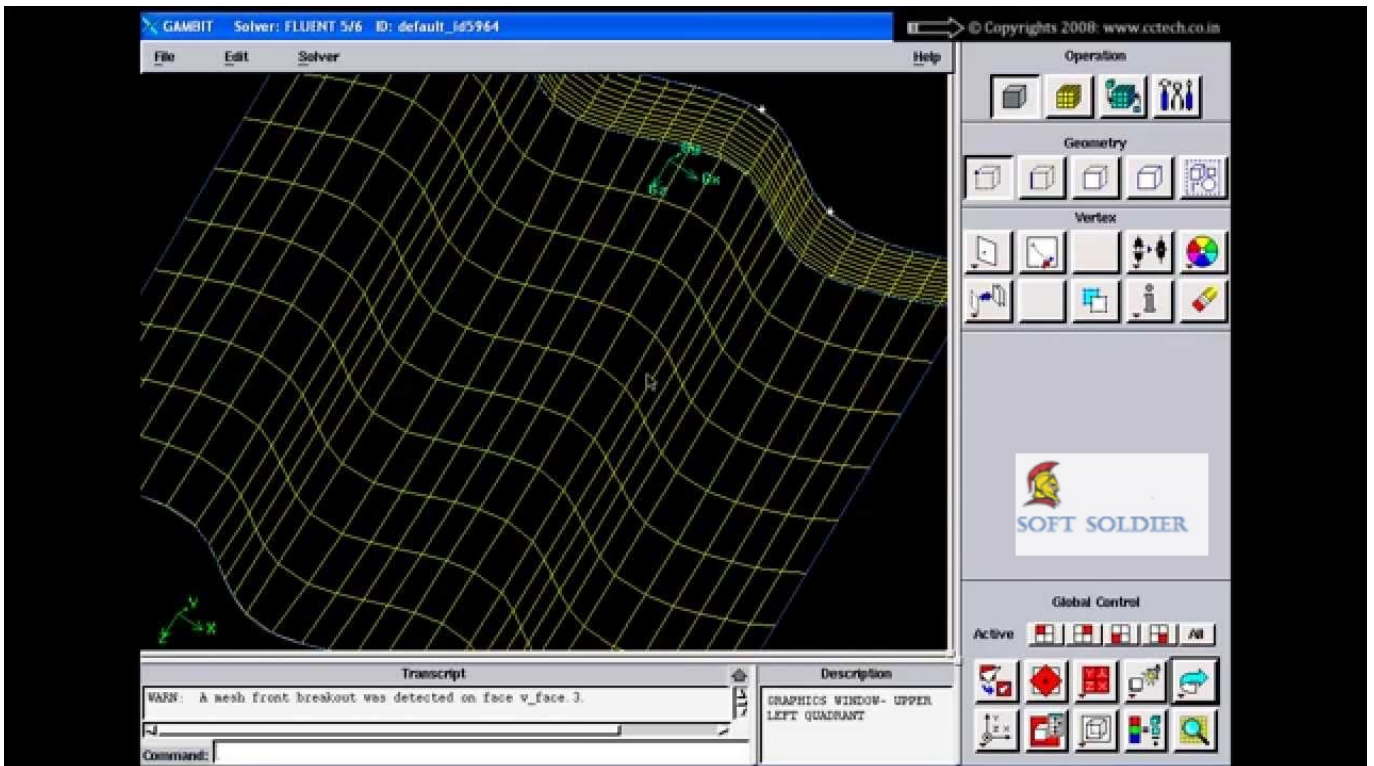 GAMBIT Solver: FLUENT 5/6 ID: default_id5964
© Copyrights 2008: www.cctech.co.in
File Edit Solver Help
Operation
Geometry
Gx
Vertex
SOFT SOLDIER
Y
X
Z
Global Control
Active All
Transcript
WARN: A mesh front breakout was detected on face v_face.3.
Command:
Description
GRAPHICS WINDOW- UPPER
LEFT QUADRANT